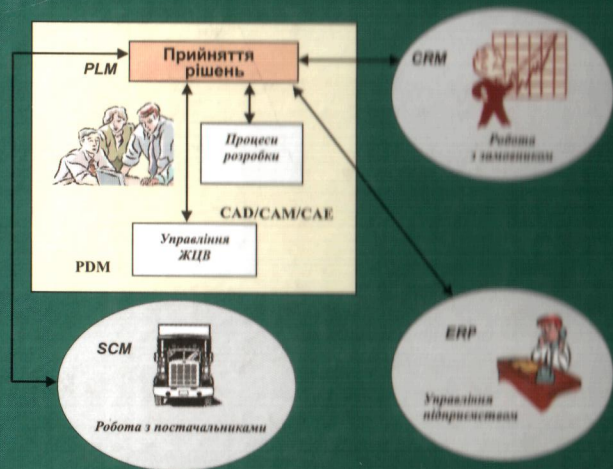 PLM
Прийняття
рішень
CRM
Процеси
розробки
Робота
з замовником
CAD/CAM/CAE
Управління
ЖЦВ
PDM
SCM
Робота з постачальниками
ERP
Управління
підприємством